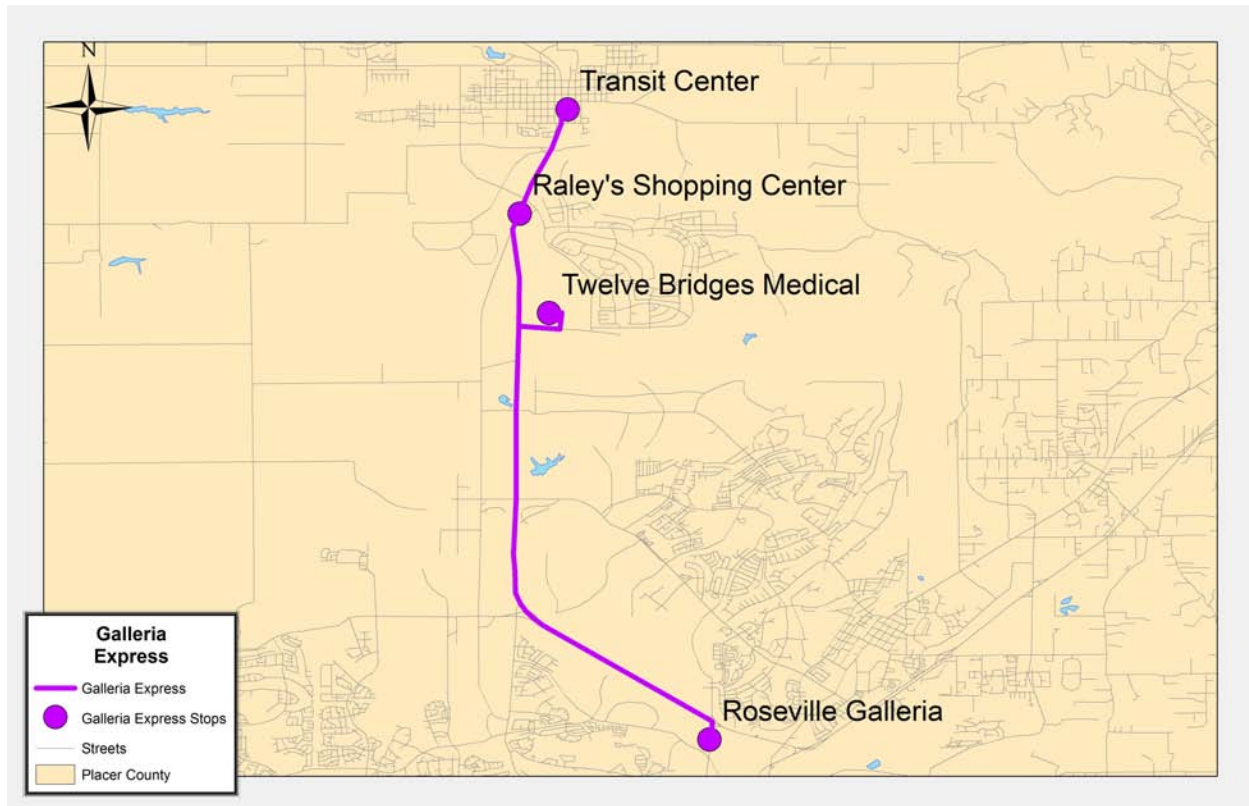 N
Transit Center
Raley's Shopping Center
Twelve Bridges Medical
Roseville Galleria
Galleria
Express
Galleria Express
Galleria Express Stops
Streets
Placer County